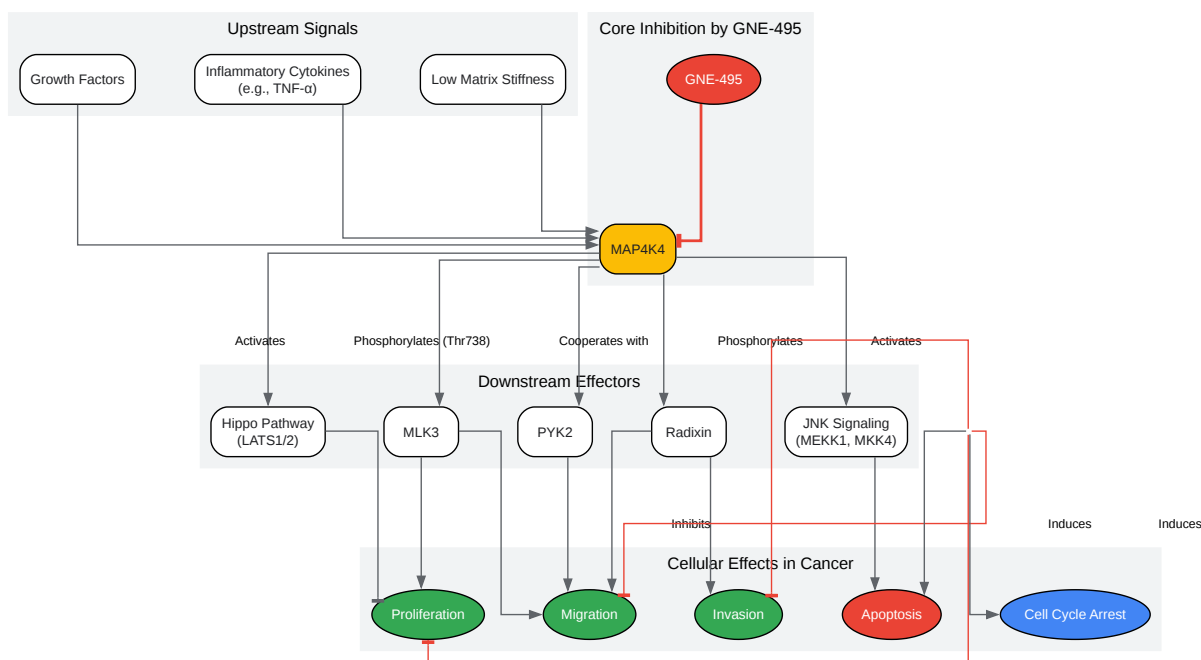 Upstream Signals
Core Inhibition by GNE-495
Growth Factors
Inflammatory Cytokines
(e.g., TNF-α)
Low Matrix Stiffness
GNE-495
MAP4K4
Activates
Phosphorylates (Thr738)
Cooperates with
Phosphorylates
Activates
Downstream Effectors
Hippo Pathway
(LATS1/2)
MLK3
PYK2
Radixin
JNK Signaling
(MEKK1, MKK4)
Inhibits
Induces
Induces
Cellular Effects in Cancer
Proliferation
Migration
Invasion
Apoptosis
Cell Cycle Arrest